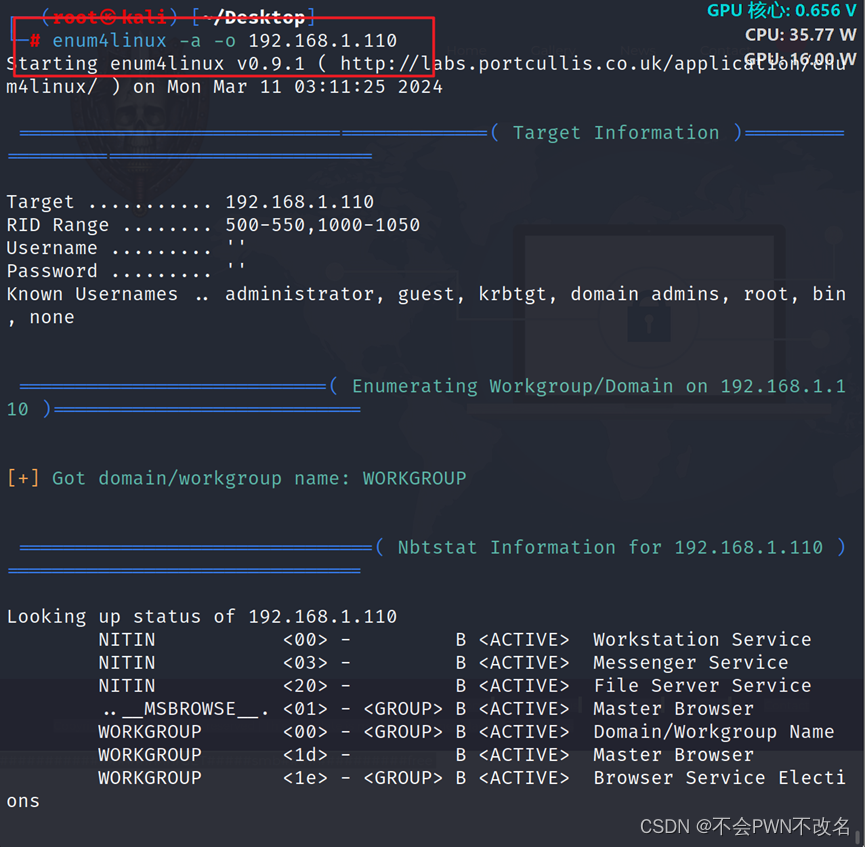 (root㉿kali) [~/Desktop]
GPU 核心: 0.656 V
# enum4linux -a -o 192.168.1.110
CPU: 35.77 W
Starting enum4linux v0.9.1 ( http://labs.portcullis.co.uk/application/enu
GPU: 16.00 W
m4linux/ ) on Mon Mar 11 03:11:25 2024
( Target Information )
Target ........... 192.168.1.110
RID Range ........ 500-550,1000-1050
Username ......... ''
Password ......... ''
Known Usernames .. administrator, guest, krbtgt, domain admins, root, bin
, none
( Enumerating Workgroup/Domain on 192.168.1.1
10 )
[+] Got domain/workgroup name: WORKGROUP
( Nbtstat Information for 192.168.1.110 )
Looking up status of 192.168.1.110
NITIN <00> - B <ACTIVE> Workstation Service
NITIN <03> - B <ACTIVE> Messenger Service
NITIN <20> - B <ACTIVE> File Server Service
..__MSBROWSE__. <01> - <GROUP> B <ACTIVE> Master Browser
WORKGROUP <00> - <GROUP> B <ACTIVE> Domain/Workgroup Name
WORKGROUP <1d> - B <ACTIVE> Master Browser
WORKGROUP <1e> - <GROUP> B <ACTIVE> Browser Service Electi
ons
CSDN @不会PWN不改名